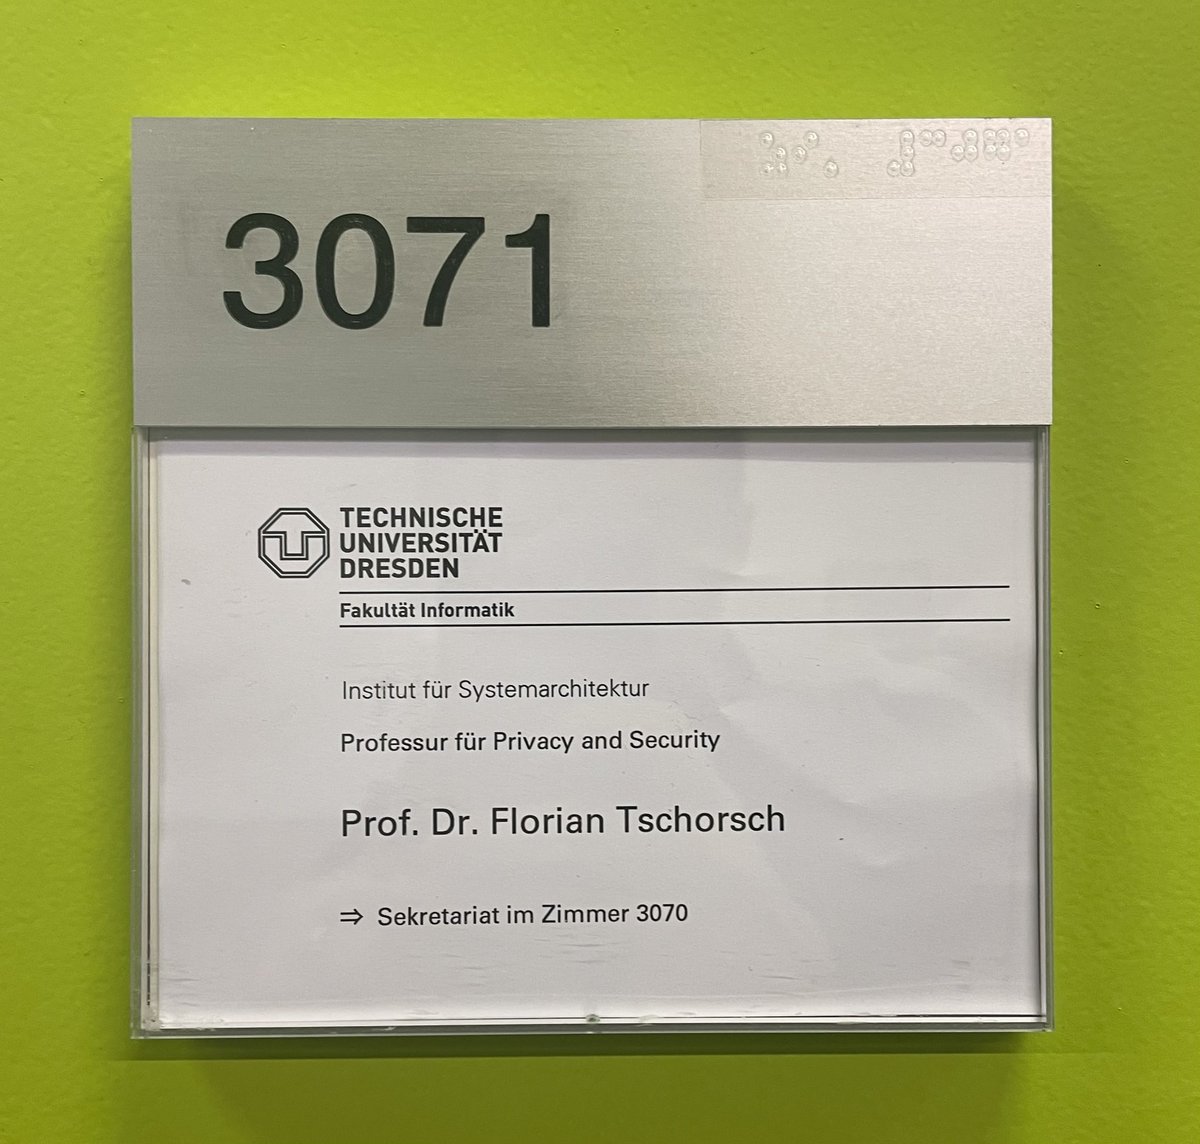 3071
TECHNISCHE
UNIVERSITÄT
DRESDEN
Fakultät Informatik
Institut für Systemarchitektur
Professur für Privacy and Security
Prof. Dr. Florian Tschorsch
⇒ Sekretariat im Zimmer 3070